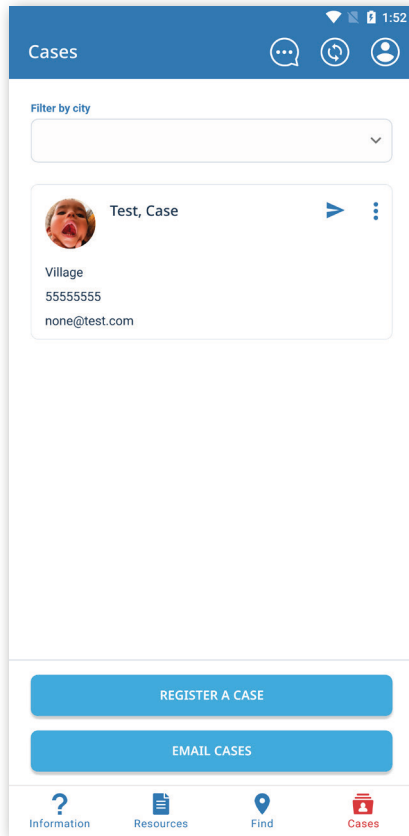 1:52
Cases
Filter by city
Test, Case
Village
55555555
none@test.com
REGISTER A CASE
EMAIL CASES
Information
Resources
Find
Cases